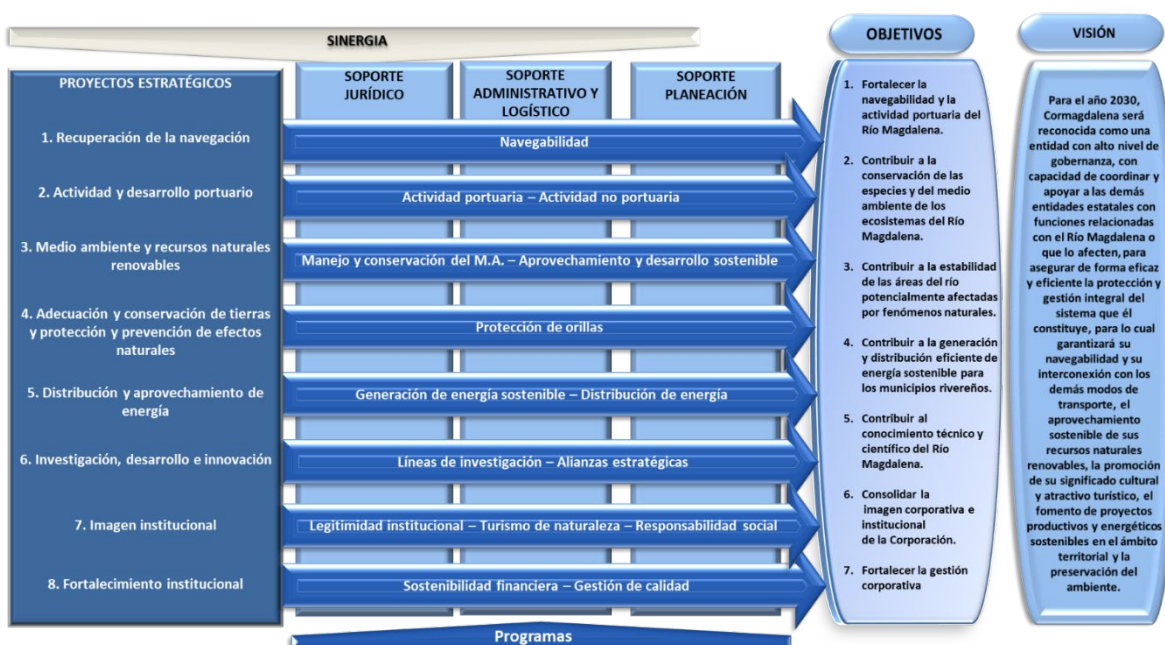 SINERGIA
PROYECTOS ESTRATÉGICOS
1. Recuperación de la navegación
2. Actividad y desarrollo portuario
3. Medio ambiente y recursos naturales
renovables
4. Adecuación y conservación de tierras
y protección y prevención de efectos
naturales
5. Distribución y aprovechamiento de
energía
6. Investigación, desarrollo e innovación
7. Imagen institucional
8. Fortalecimiento institucional
SOPORTE
JURÍDICO
SOPORTE
ADMINISTRATIVO Y
LOGÍSTICO
SOPORTE
PLANEACIÓN
Navegabilidad
Actividad portuaria – Actividad no portuaria
Manejo y conservación del M.A. – Aprovechamiento y desarrollo sostenible
Protección de orillas
Generación de energía sostenible – Distribución de energía
Líneas de investigación – Alianzas estratégicas
Legitimidad institucional – Turismo de naturaleza – Responsabilidad social
Sostenibilidad financiera – Gestión de calidad
Programas
OBJETIVOS
1. Fortalecer la
navegabilidad y la
actividad portuaria del
Río Magdalena.
2. Contribuir a la
conservación de las
especies y del medio
ambiente de los
ecosistemas del Río
Magdalena.
3. Contribuir a la estabilidad
de las áreas del río
potencialmente afectadas
por fenómenos naturales.
4. Contribuir a la generación
y distribución eficiente de
energía sostenible para
los municipios rivereños.
5. Contribuir al
conocimiento técnico y
científico del Río
Magdalena.
6. Consolidar la
imagen corporativa e
institucional
de la Corporación.
7. Fortalecer la gestión
corporativa
VISIÓN
Para el año 2030,
Cormagdalena será
reconocida como una
entidad con alto nivel de
gobernanza, con
capacidad de coordinar y
apoyar a las demás
entidades estatales con
funciones relacionadas
con el Río Magdalena o
que lo afecten, para
asegurar de forma eficaz
y eficiente la protección y
gestión integral del
sistema que él
constituye, para lo cual
garantizará su
navegabilidad y su
interconexión con los
demás modos de
transporte, el
aprovechamiento
sostenible de sus
recursos naturales
renovables, la promoción
de su significado cultural
y atractivo turístico, el
fomento de proyectos
productivos y energéticos
sostenibles en el ámbito
territorial y la
preservación del
ambiente.